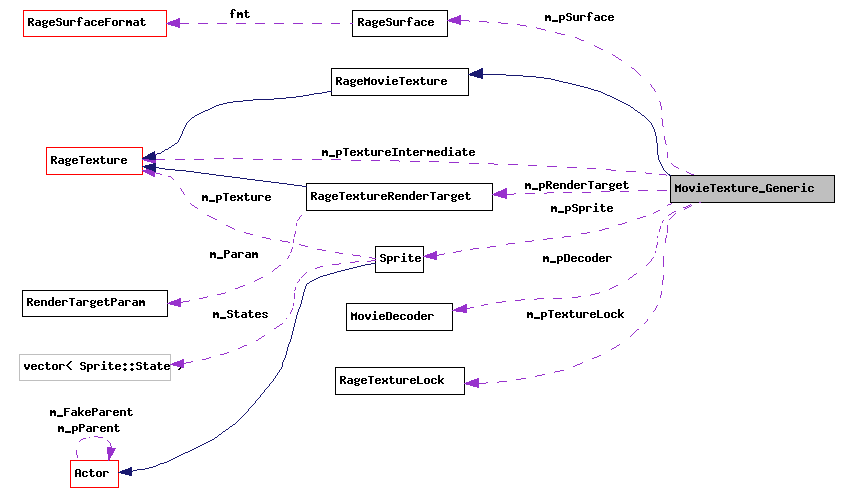 fmt
m_pSurface
RageSurfaceFormat
RageSurface
RageMovieTexture
m_pTextureIntermediate
RageTexture
m_pRenderTarget
MovieTexture_Generic
m_pTexture
RageTextureRenderTarget
m_pSprite
m_Param
Sprite
m_pDecoder
RenderTargetParam
m_States
MovieDecoder
m_pTextureLock
vector< Sprite::State >
RageTextureLock
m_FakeParent
m_pParent
Actor